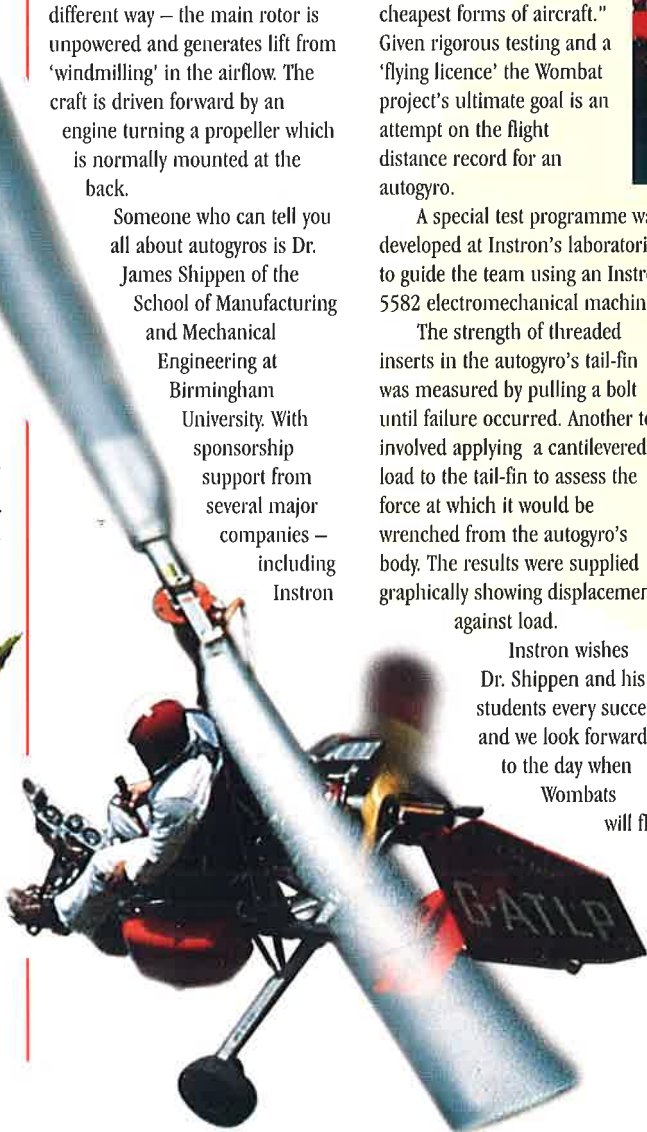 different way – the main rotor is
unpowered and generates lift from
'windmilling' in the airflow. The
craft is driven forward by an
engine turning a propeller which
is normally mounted at the
back.
Someone who can tell you
all about autogyros is Dr.
James Shippen of the
School of Manufacturing
and Mechanical
Engineering at
Birmingham
University. With
sponsorship
support from
several major
companies –
including
Instron
cheapest forms of aircraft."
Given rigorous testing and a
'flying licence' the Wombat
project's ultimate goal is an
attempt on the flight
distance record for an
autogyro.
A special test programme
developed at Instron's
to guide the team using an
5582 electromechanical
The strength of threaded
inserts in the autogyro's tail-fin
was measured by pulling a bolt
until failure occurred. Another
involved applying a cantilevered
load to the tail-fin to assess the
force at which it would be
wrenched from the autogyro's
body. The results were supplied
graphically showing
against load.
Instron wishes
Dr. Shippen and his
students every
and we look forward
to the day when
Wombats
will
G-ATLP